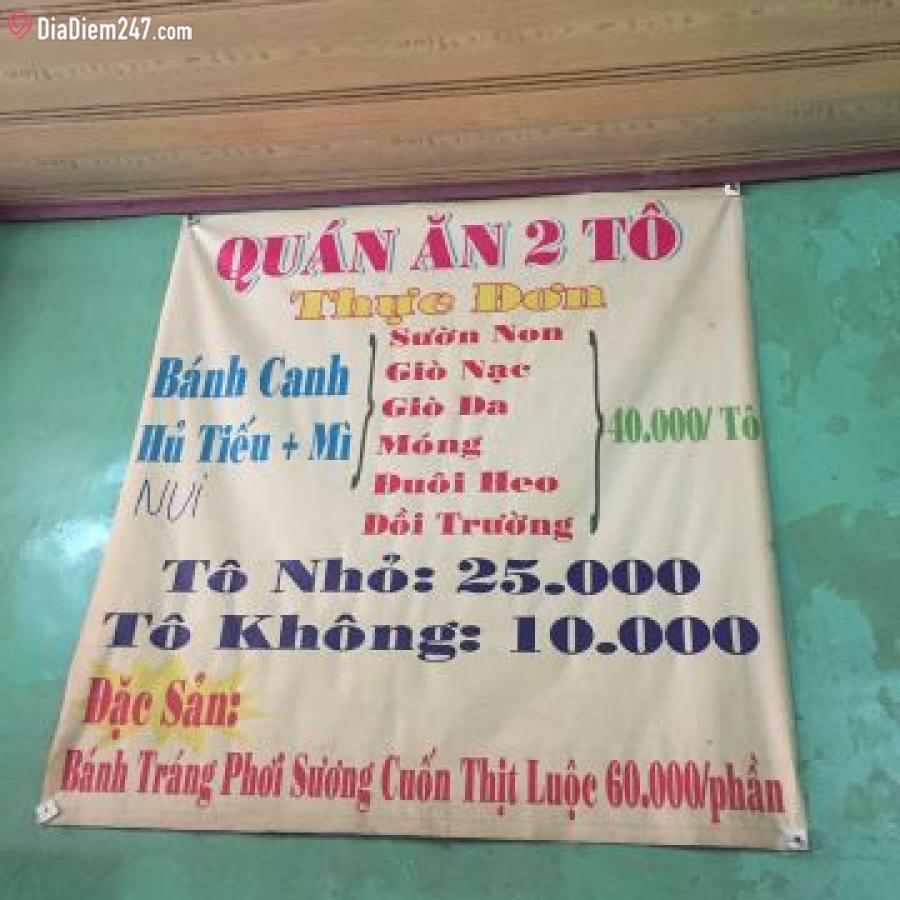 DiaDiem247.com
QUÁN ĂN 2 TÔ
Thực Đơn
Bánh Canh
Hủ Tiếu + Mì
NUI
Sườn Non
Giò Nạc
Giò Da
Móng
Đuôi Heo
Dồi Trường
40.000/ Tô
Tô Nhỏ: 25.000
Tô Không: 10.000
Đặc Sản:
Bánh Tráng Phơi Sương Cuốn Thịt Luộc 60.000/phần